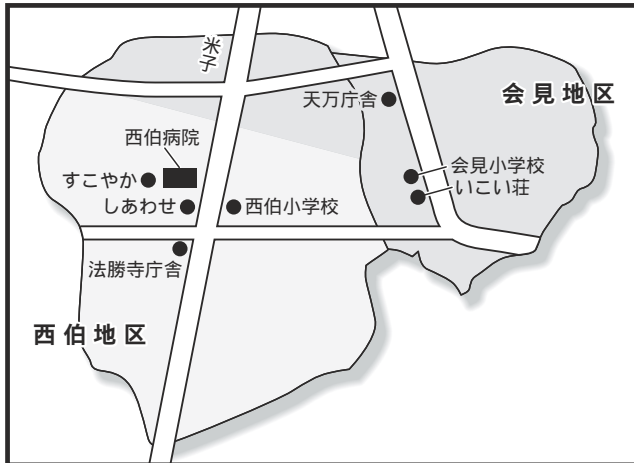 米子
天万庁舎
会見地区
西伯病院
会見小学校
すこやか
いこい荘
しあわせ
西伯小学校
法勝寺庁舎
西伯地区